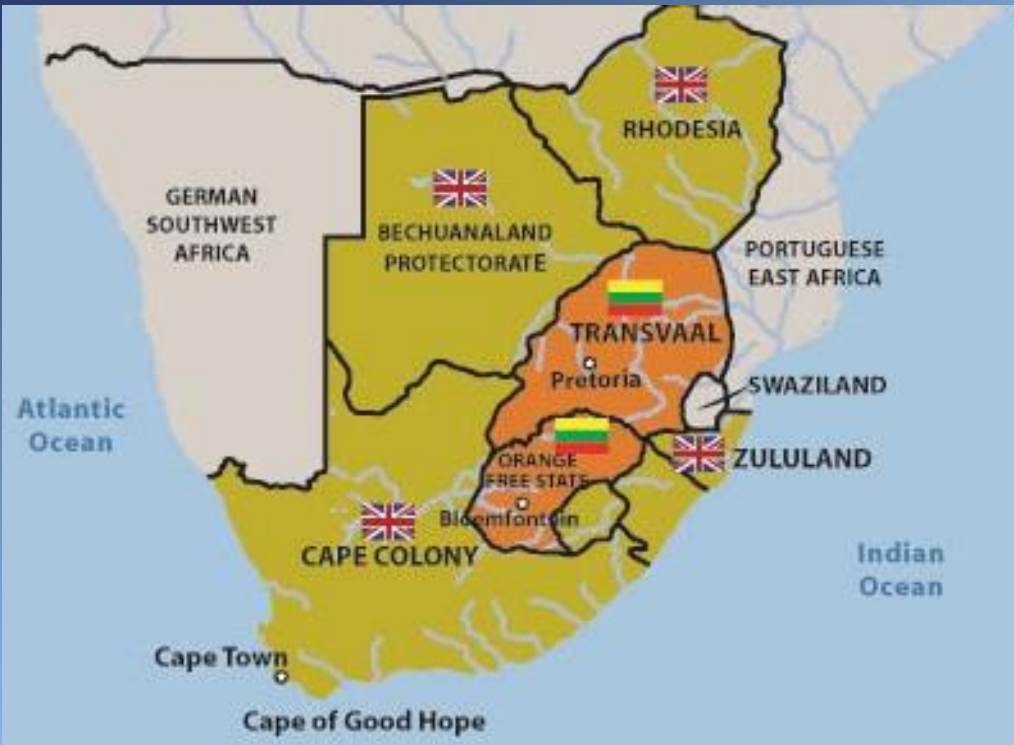 RHODESIA
GERMAN
SOUTHWEST
AFRICA
BECHUANALAND
PROTECTORATE
PORTUGUESE
EAST AFRICA
TRANSVAAL
Pretoria
SWAZILAND
Atlantic
Ocean
ORANGE
FREE STATE
ZULULAND
Bloemfontein
CAPE COLONY
Indian
Ocean
Cape Town
Cape of Good Hope